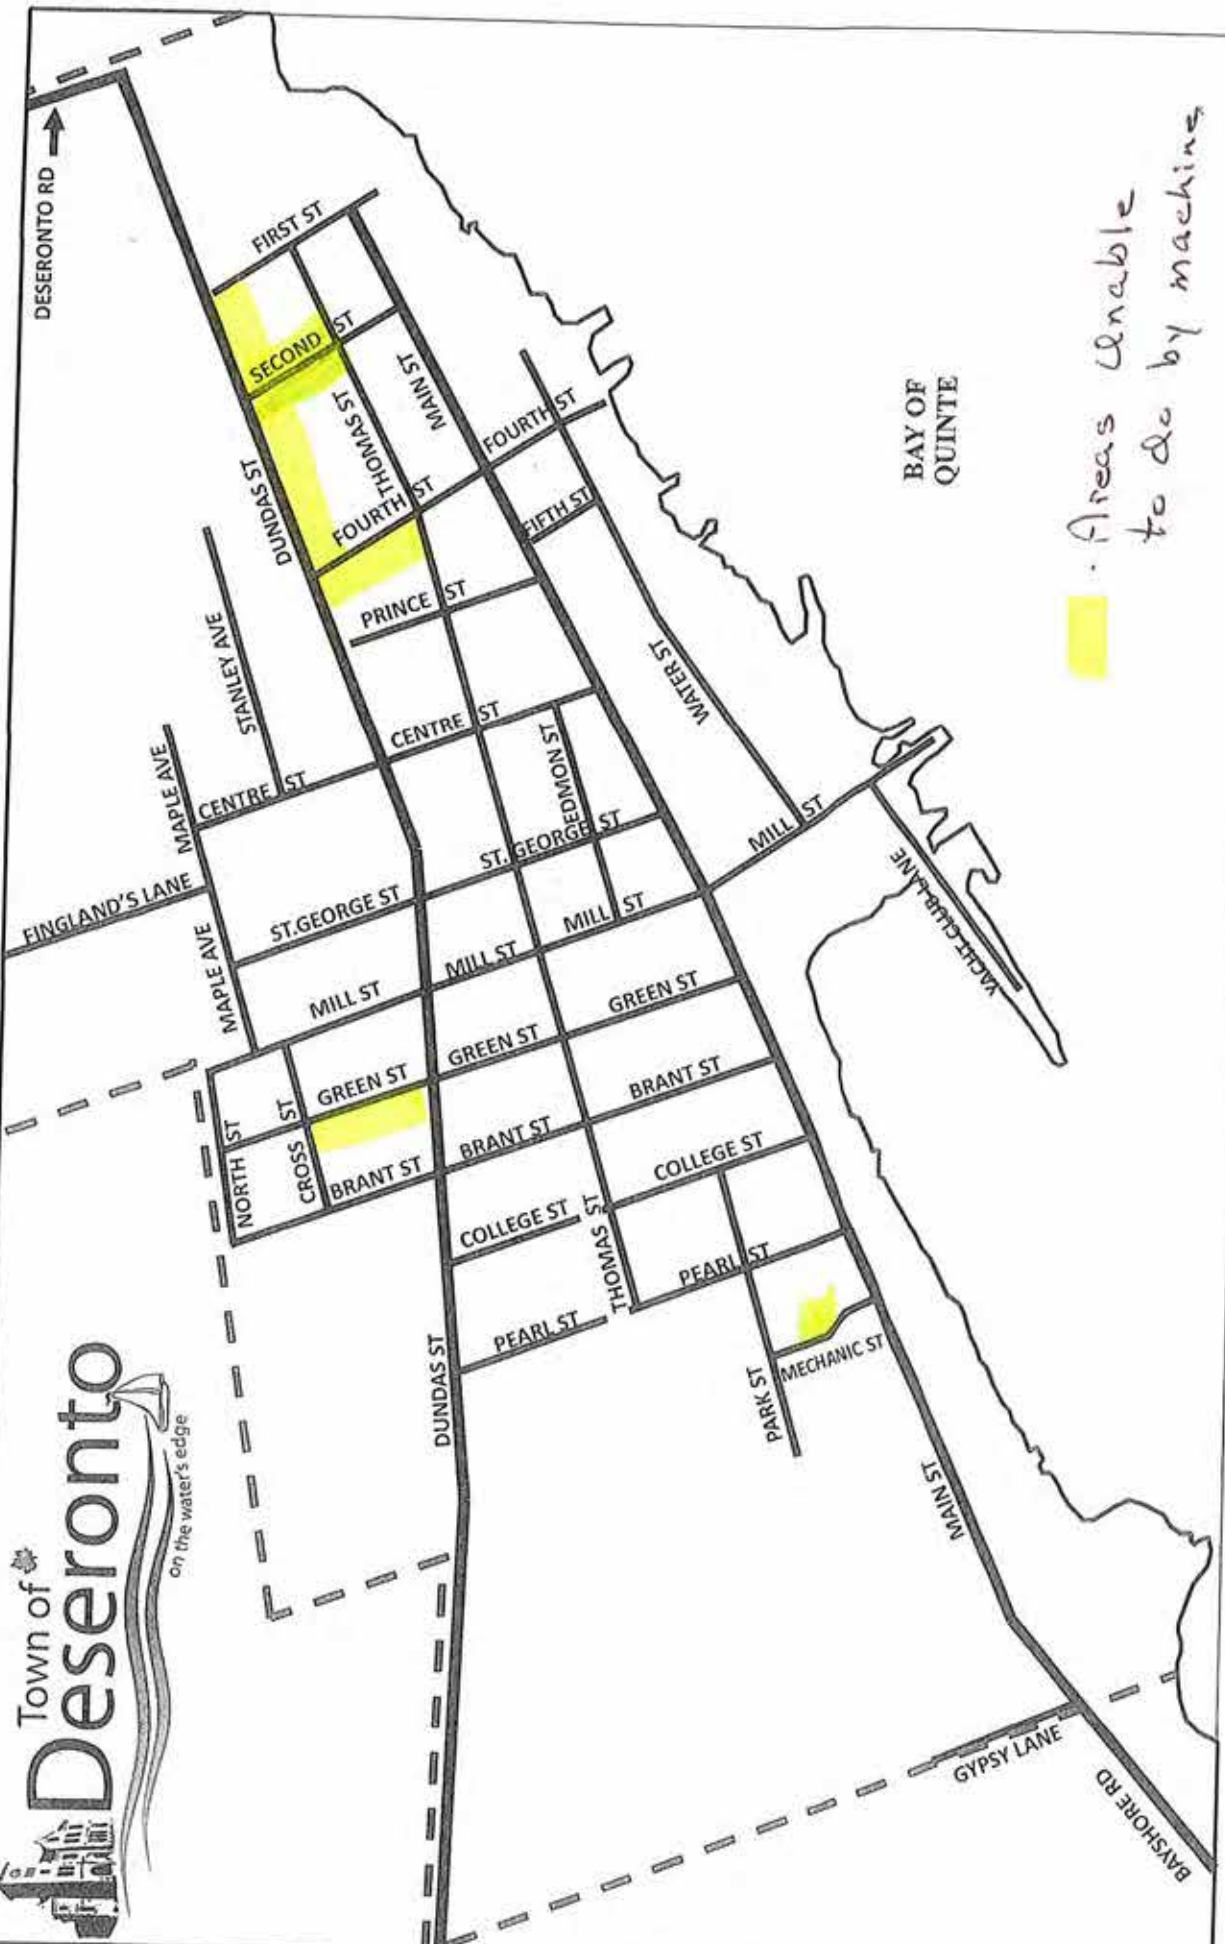 Town of
Deseronto
on the water's edge
DESERONTO RD
FIRST ST
SECOND ST
THOMAS ST
MAIN ST
DUNDAS ST
FOURTH ST
FOURTH ST
FIFTH ST
PRINCE ST
STANLEY AVE
WATER ST
MAPLE AVE
CENTRE ST
CENTRE ST
EDMON ST
FINGLAND'S LANE
ST.GEORGE ST
ST. GEORGE ST
MILL ST
MAPLE AVE
MILL ST
MILL ST
MILL ST
YACHT CLUB LANE
GREEN ST
GREEN ST
GREEN ST
NORTH ST
CROSS ST
BRANT ST
BRANT ST
BRANT ST
COLLEGE ST
COLLEGE ST
THOMAS ST
PEARL ST
PEARL ST
DUNDAS ST
PARK ST
MECHANIC ST
MAIN ST
GYPSY LANE
BAYSHORE RD
BAY OF
QUINTE
. Areas Unable
to do by machine